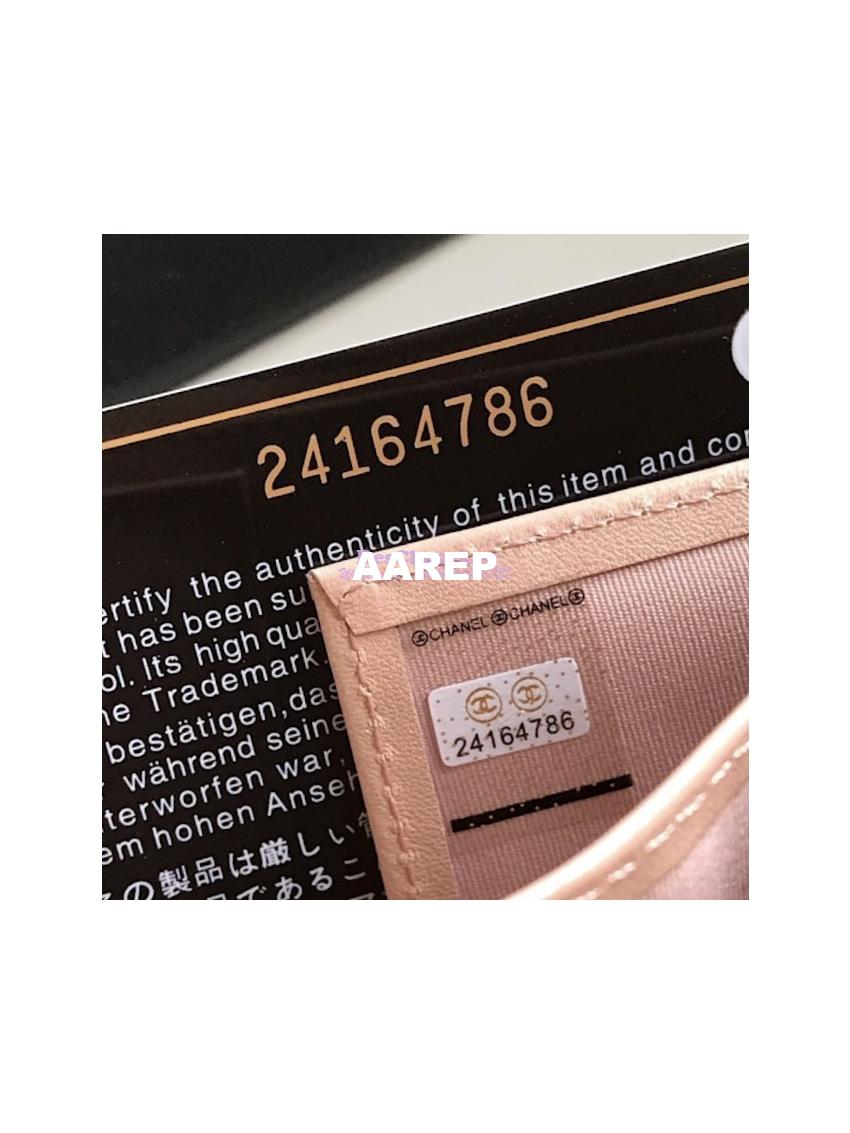 24164786
ertify the authenticity of this item and co
t has been su
ol. Its high qua
e Trademark.
bestätigen, das
während seine
terworfen war,
em hohen Anseh
の製品は厳しい
であるこ
AAREP
CHANEL CHANEL
24164786